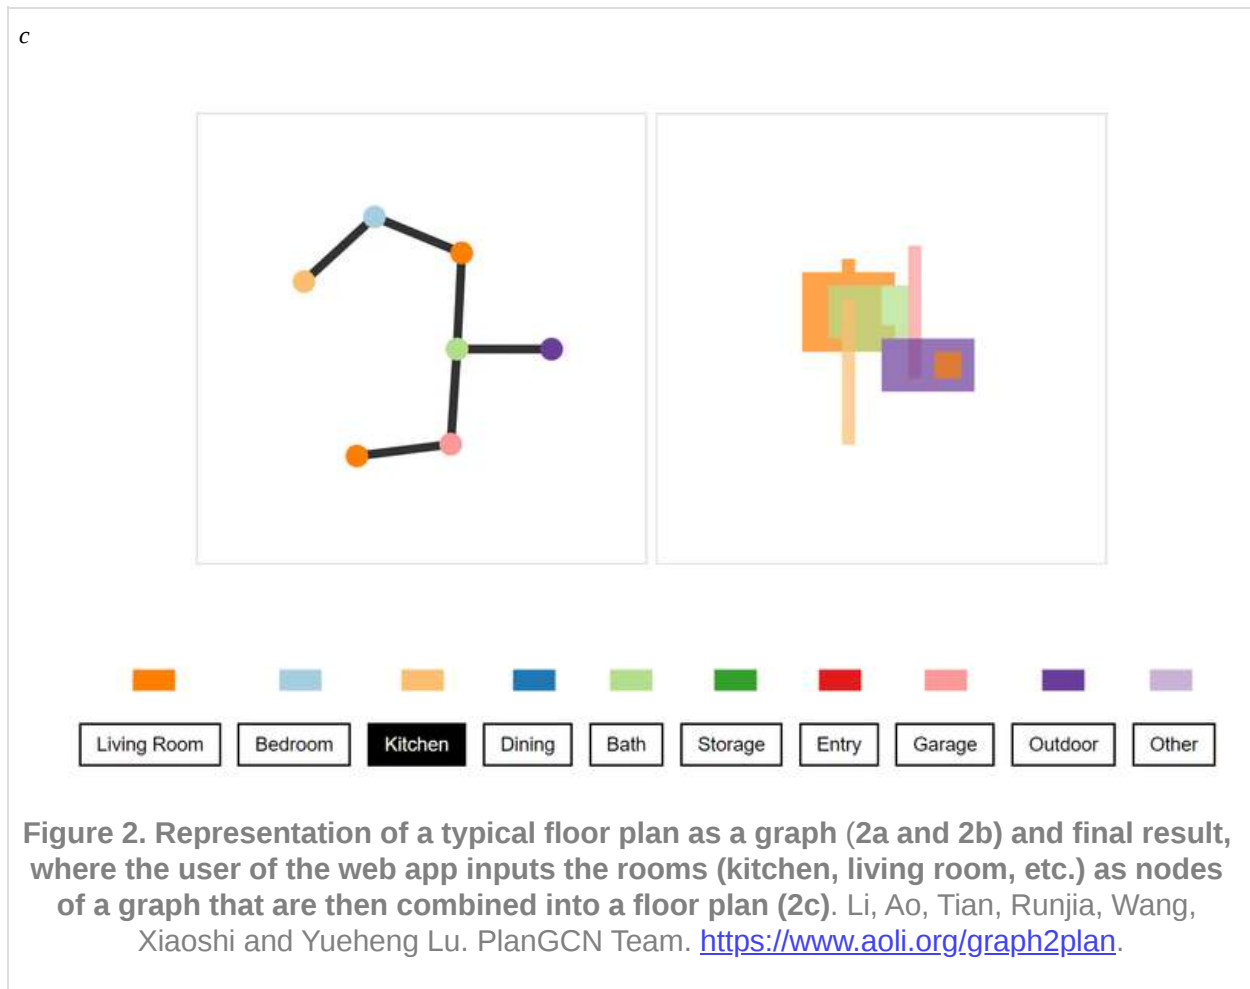 c
Living Room
Bedroom
Kitchen
Dining
Bath
Storage
Entry
Garage
Outdoor
Other
Figure 2. Representation of a typical floor plan as a graph (2a and 2b) and final result,
where the user of the web app inputs the rooms (kitchen, living room, etc.) as nodes
of a graph that are then combined into a floor plan (2c). Li, Ao, Tian, Runjia, Wang,
Xiaoshi and Yueheng Lu. PlanGCN Team. https://www.aoli.org/graph2plan.